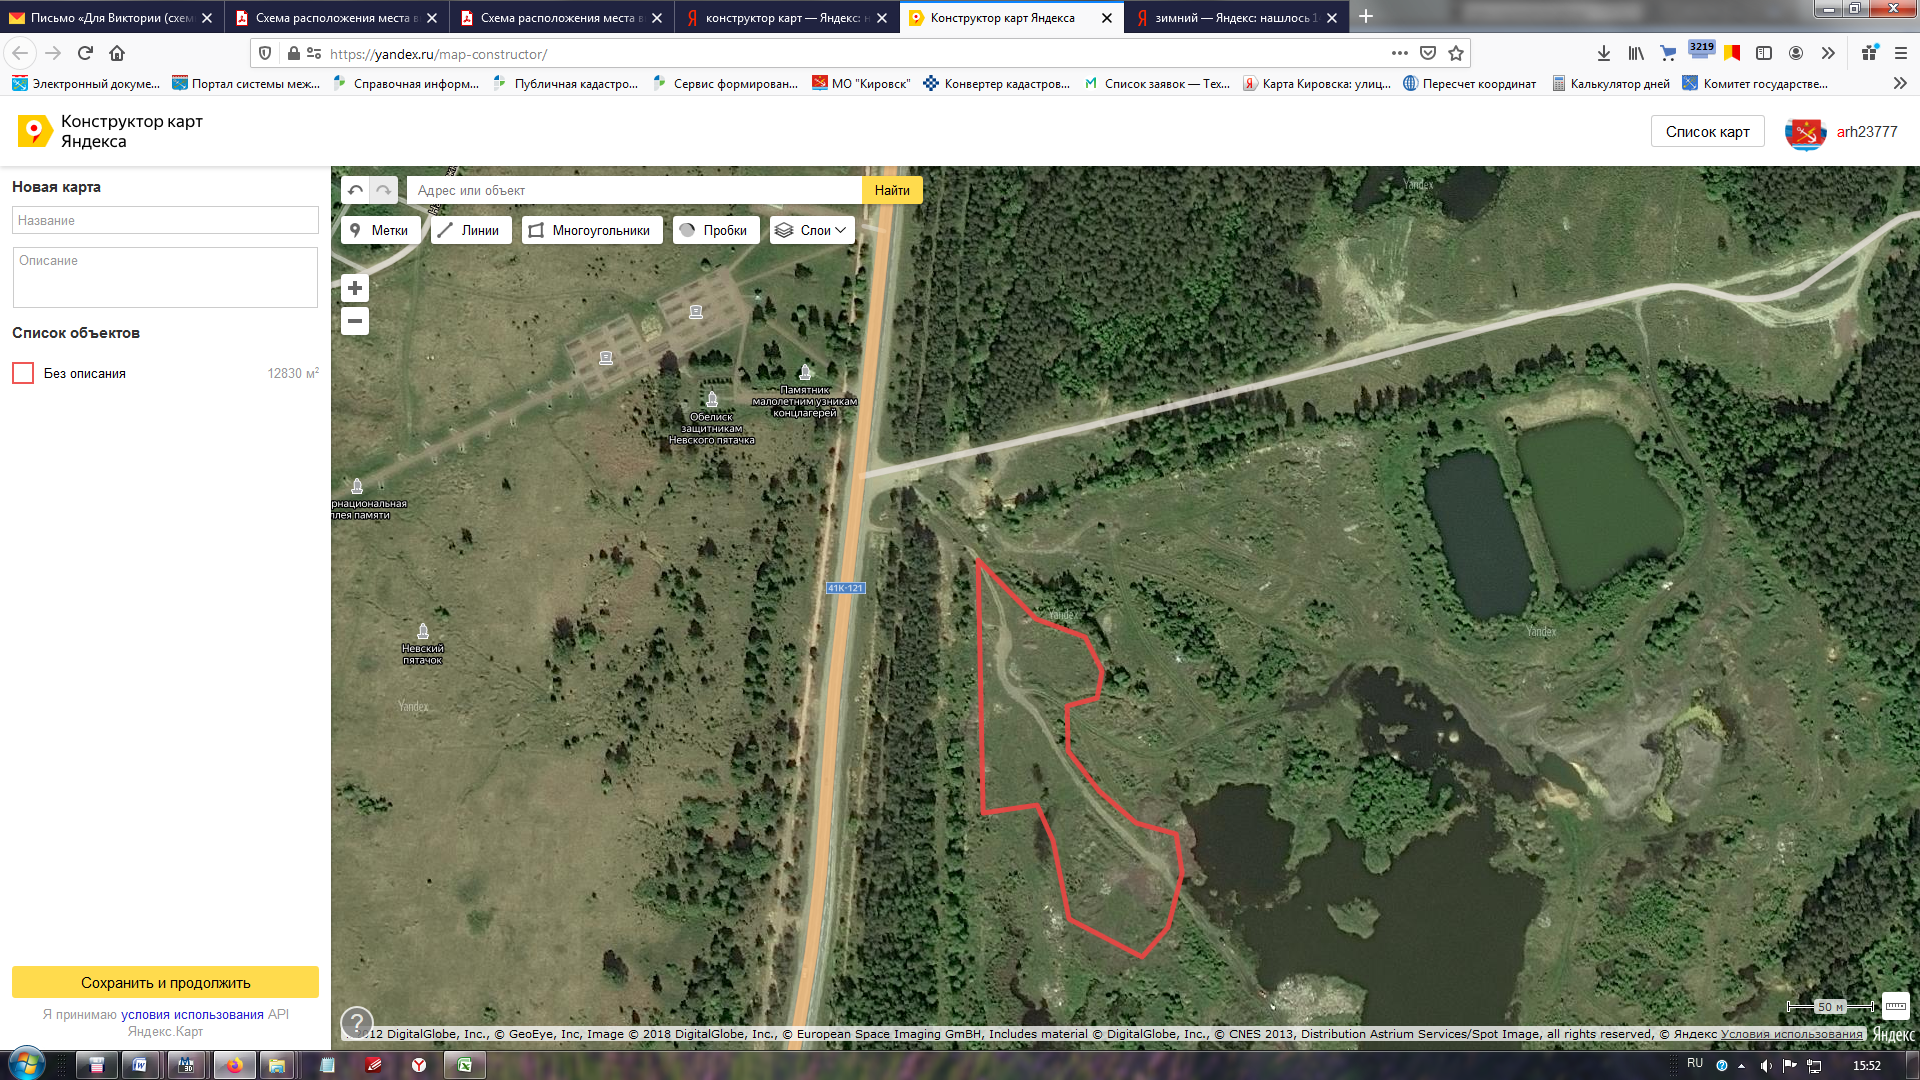 Письмо «Для Виктории (схем
Схема расположения места в
Схема расположения места в
конструктор карт — Яндекс: н
Конструктор карт Яндекса
зимний — Яндекс: нашлось 1
https://yandex.ru/map-constructor/
3219
Электронный докуме...
Портал системы меж...
Справочная информ...
Публичная кадастро...
Сервис формирован...
МО "Кировск"
Конвертер кадастров...
Список заявок — Тех...
Карта Кировска: улиц...
Пересчет координат
Калькулятор дней
Комитет государстве...
Конструктор карт
Яндекса
Список карт
arh23777
Новая карта
Название
Описание
Список объектов
Без описания
12830 м²
Сохранить и продолжить
Я принимаю условия использования API
Яндекс.Карт
Адрес или объект
Найти
Метки
Линии
Многоугольники
Пробки
Слои
Yandex
Памятник
малолетним узникам
концлагерей
Обелиск
защитникам
Невского пятачка
рнациональная
ллея памяти
41К-121
Yandex
Невский
пятачок
Yandex
Yandex
50 м
?
12 DigitalGlobe, Inc., © GeoEye, Inc, Image © 2018 DigitalGlobe, Inc., © European Space Imaging GmBH, Includes material © DigitalGlobe, Inc., © CNES 2013, Distribution Astrium Services/Spot Image, all rights reserved, © Яндекс Условия использования
Яндекс
RU
15:52